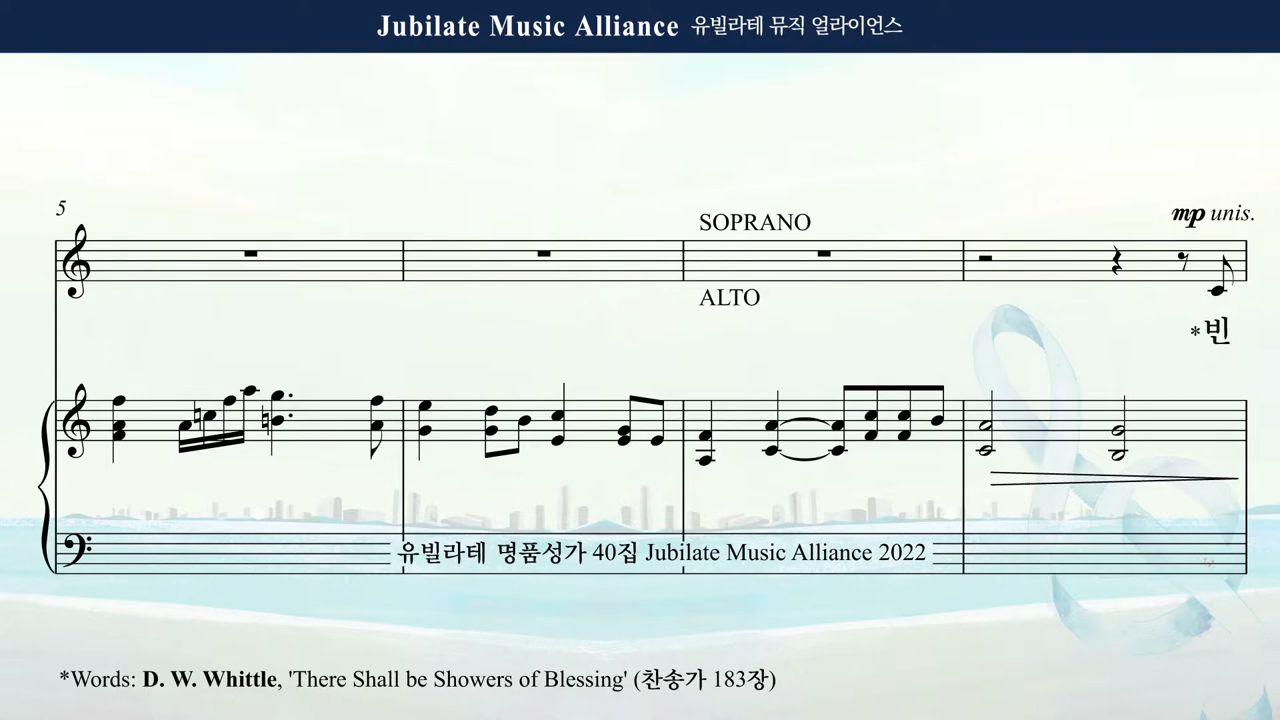 Jubilate Music Alliance 유빌라테 뮤직 얼라이언스
5
SOPRANO
mp unis.
ALTO
*빈
유빌라테 명품성가 40집 Jubilate Music Alliance 2022
*Words: D. W. Whittle, 'There Shall be Showers of Blessing' (찬송가 183장)